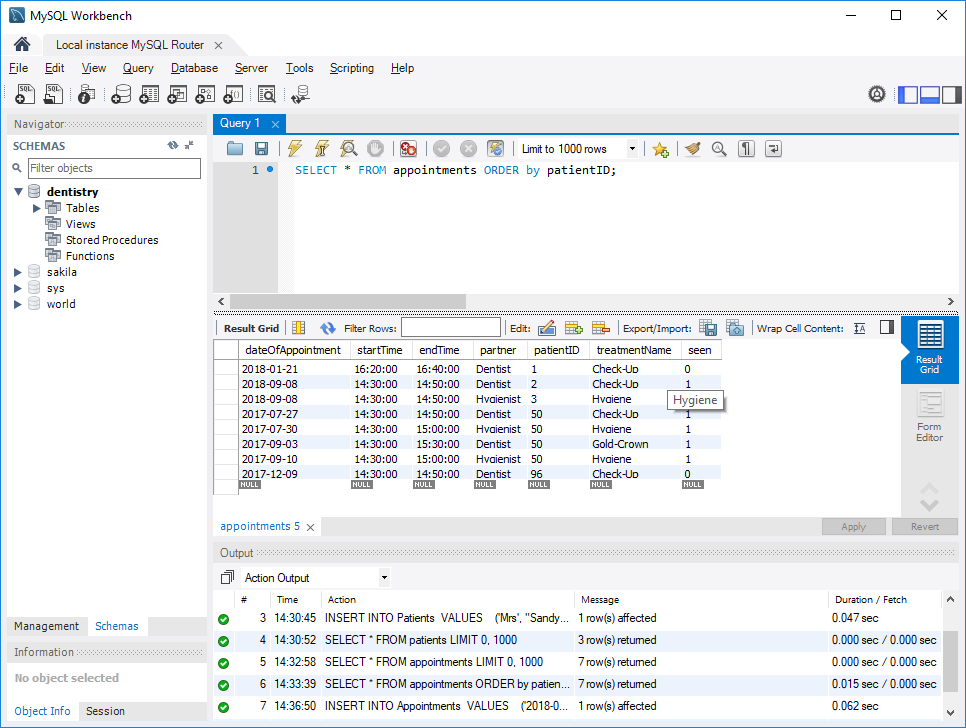 MySQL Workbench
Local instance MySQL Router
File Edit View Query Database Server Tools Scripting Help
Navigator
SCHEMAS
Filter objects
dentistry
Tables
Views
Stored Procedures
Functions
sakila
sys
world
Management Schemas
Information
No object selected
Object Info Session
Query 1
Limit to 1000 rows
1 SELECT * FROM appointments ORDER by patientID;
Result Grid Filter Rows: Edit: Export/Import: Wrap Cell Content:
dateOfAppointment startTime endTime partner patientID treatmentName seen
2018-01-21 16:20:00 16:40:00 Dentist 1 Check-Up 0
2018-09-08 14:30:00 14:50:00 Dentist 2 Check-Up 1
2018-09-08 14:30:00 14:50:00 Hygienist 3 Hygiene
Hygiene
2017-07-27 14:30:00 14:50:00 Dentist 50 Check-Up 1
2017-07-30 14:30:00 15:00:00 Hygienist 50 Hygiene 1
2017-09-03 14:30:00 15:30:00 Dentist 50 Gold-Crown 1
2017-09-10 14:30:00 15:00:00 Hygienist 50 Hygiene 1
2017-12-09 14:30:00 14:50:00 Dentist 96 Check-Up 0
NULL NULL NULL NULL NULL NULL NULL
Result
Grid
Form
Editor
appointments 5
Apply Revert
Output
Action Output
# Time Action Message Duration / Fetch
3 14:30:45 INSERT INTO Patients VALUES ('Mrs', "Sandy... 1 row(s) affected 0.047 sec
4 14:30:52 SELECT * FROM patients LIMIT 0, 1000 3 row(s) returned 0.000 sec / 0.000 sec
5 14:32:58 SELECT * FROM appointments LIMIT 0, 1000 7 row(s) returned 0.000 sec / 0.000 sec
6 14:33:39 SELECT * FROM appointments ORDER by patien... 7 row(s) returned 0.015 sec / 0.000 sec
7 14:36:50 INSERT INTO Appointments VALUES ('2018-0... 1 row(s) affected 0.062 sec